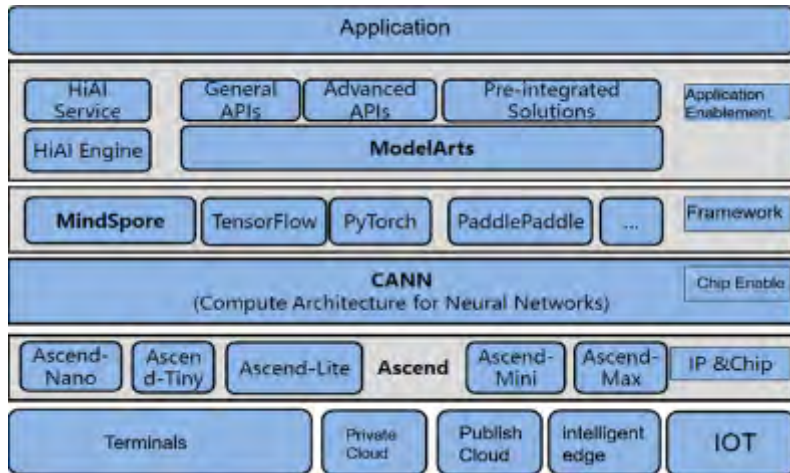 Application
HiAI
Service
General
APIs
Advanced
APIs
Pre-integrated
Solutions
Application
Enablement
HiAI Engine
ModelArts
MindSpore
TensorFlow
PyTorch
PaddlePaddle
...
Framework
CANN
(Compute Architecture for Neural Networks)
Chip Enable
Ascend-
Nano
Ascen
d-Tiny
Ascend-Lite
Ascend
Ascend-
Mini
Ascend-
Max
IP &Chip
Terminals
Private
Cloud
Publish
Cloud
intelligent
edge
IOT